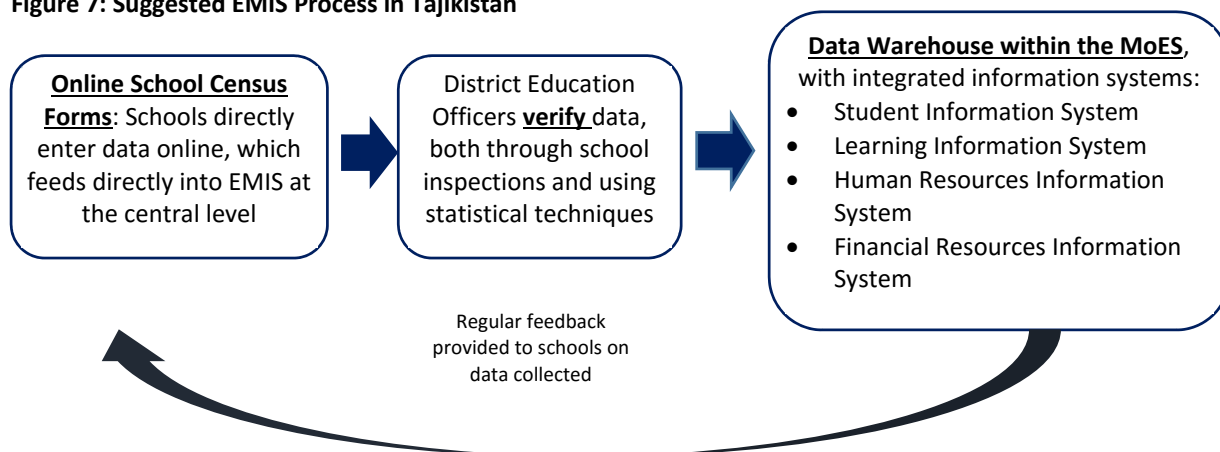 Figure 7: Suggested EMIS Process in Tajikistan
Online School Census
Forms: Schools directly
enter data online, which
feeds directly into EMIS at
the central level
District Education
Officers verify data,
both through school
inspections and using
statistical techniques
Data Warehouse within the MoES,
with integrated information systems:
• Student Information System
• Learning Information System
• Human Resources Information
System
• Financial Resources Information
System
Regular feedback
provided to schools on
data collected